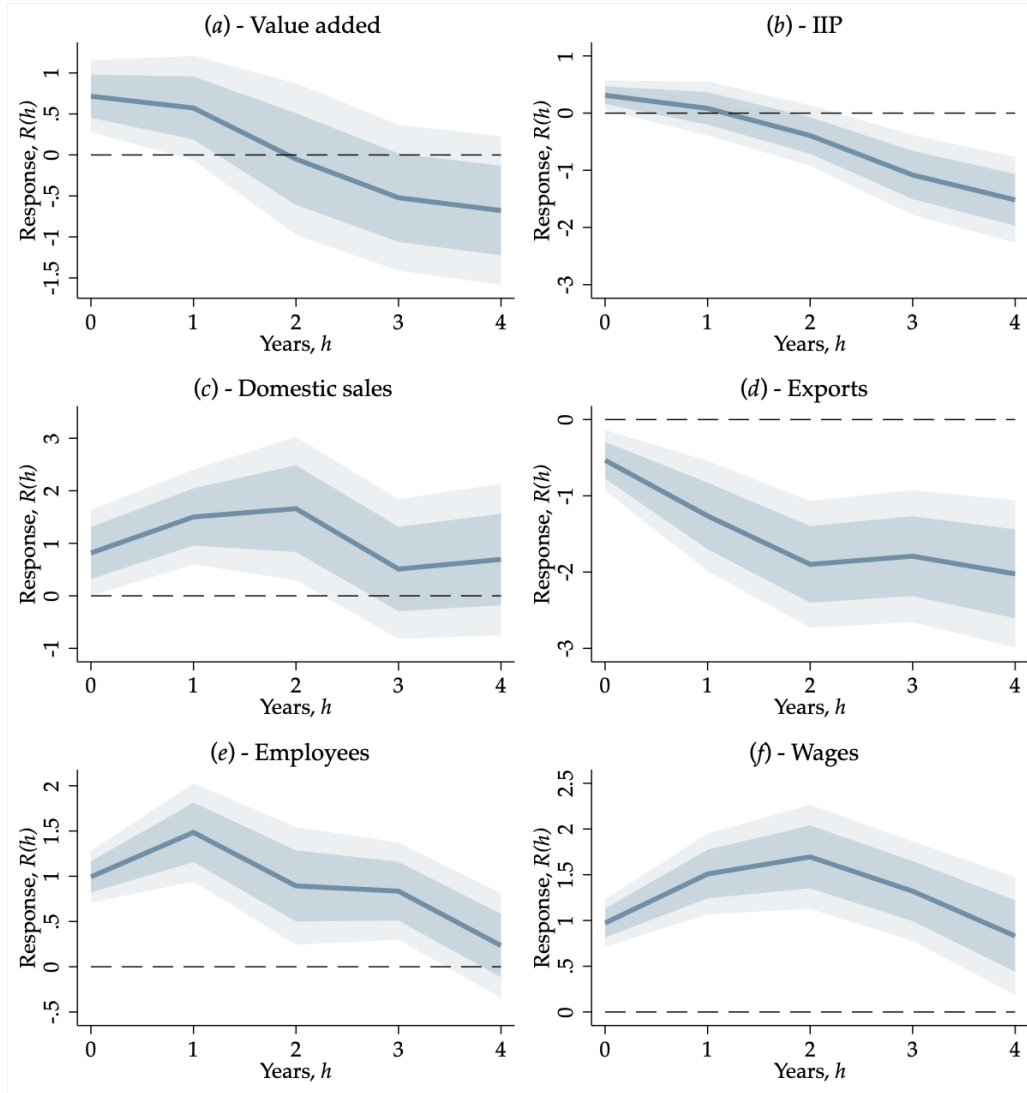 (a) - Value added
Response, R(h)
1
.5
0
-.5
-1
-1.5
0 1 2 3 4
Years, h
(b) - IIP
Response, R(h)
1
0
-1
-2
-3
0 1 2 3 4
Years, h
(c) - Domestic sales
Response, R(h)
3
2
1
0
-1
0 1 2 3 4
Years, h
(d) - Exports
Response, R(h)
0
-1
-2
-3
0 1 2 3 4
Years, h
(e) - Employees
Response, R(h)
2
1.5
1
.5
0
-.5
0 1 2 3 4
Years, h
(f) - Wages
Response, R(h)
2.5
2
1.5
1
.5
0
0 1 2 3 4
Years, h